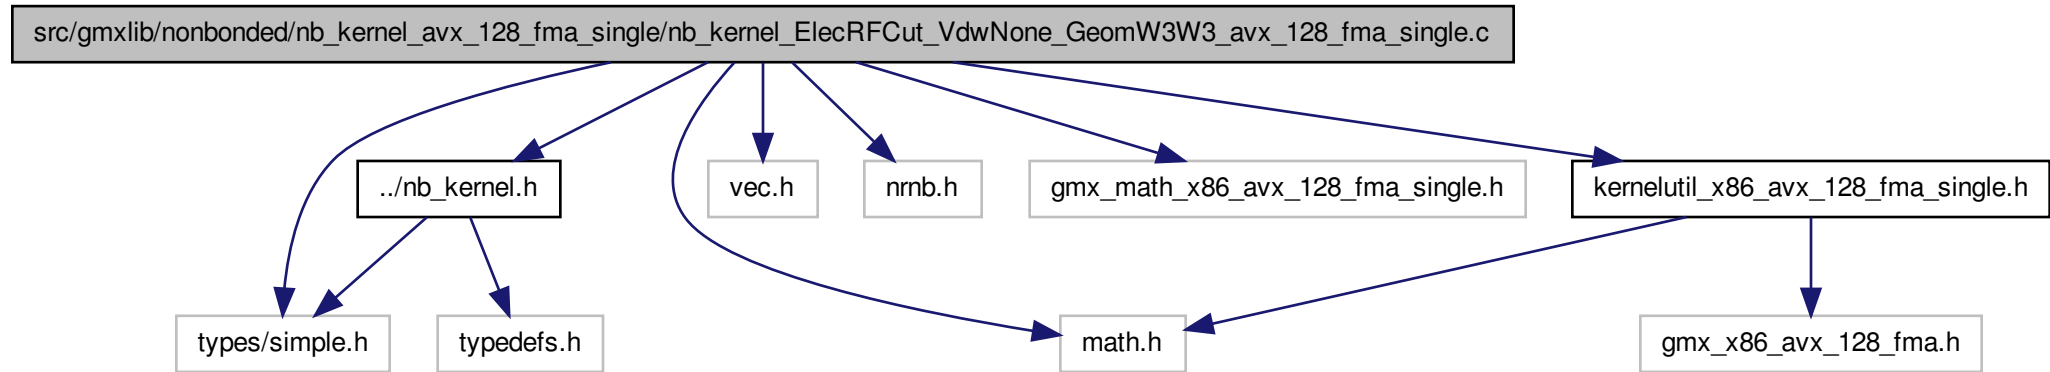 src/gmxlib/nonbonded/nb_kernel_avx_128_fma_single/nb_kernel_ElecRFCut_VdwNone_GeomW3W3_avx_128_fma_single.c
../nb_kernel.h
vec.h
nrnb.h
gmx_math_x86_avx_128_fma_single.h
kernelutil_x86_avx_128_fma_single.h
types/simple.h
typedefs.h
math.h
gmx_x86_avx_128_fma.h